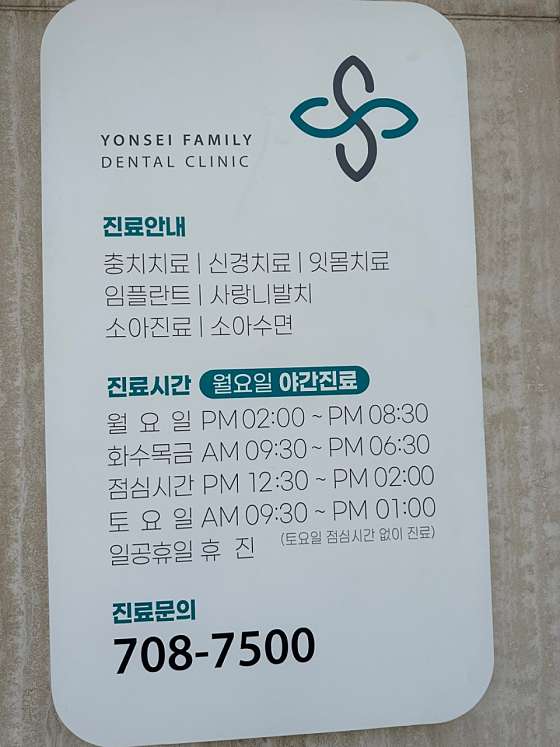 YONSEI FAMILY
DENTAL CLINIC
진료안내
충치치료 | 신경치료 | 잇몸치료
임플란트 | 사랑니발치
소아진료 | 소아수면
진료시간 월요일 야간진료
월 요 일 PM 02:00 ~ PM 08:30
화수목금 AM 09:30 ~ PM 06:30
점심시간 PM 12:30 ~ PM 02:00
토 요 일 AM 09:30 ~ PM 01:00
일공휴일 휴 진 (토요일 점심시간 없이 진료)
진료문의
708-7500